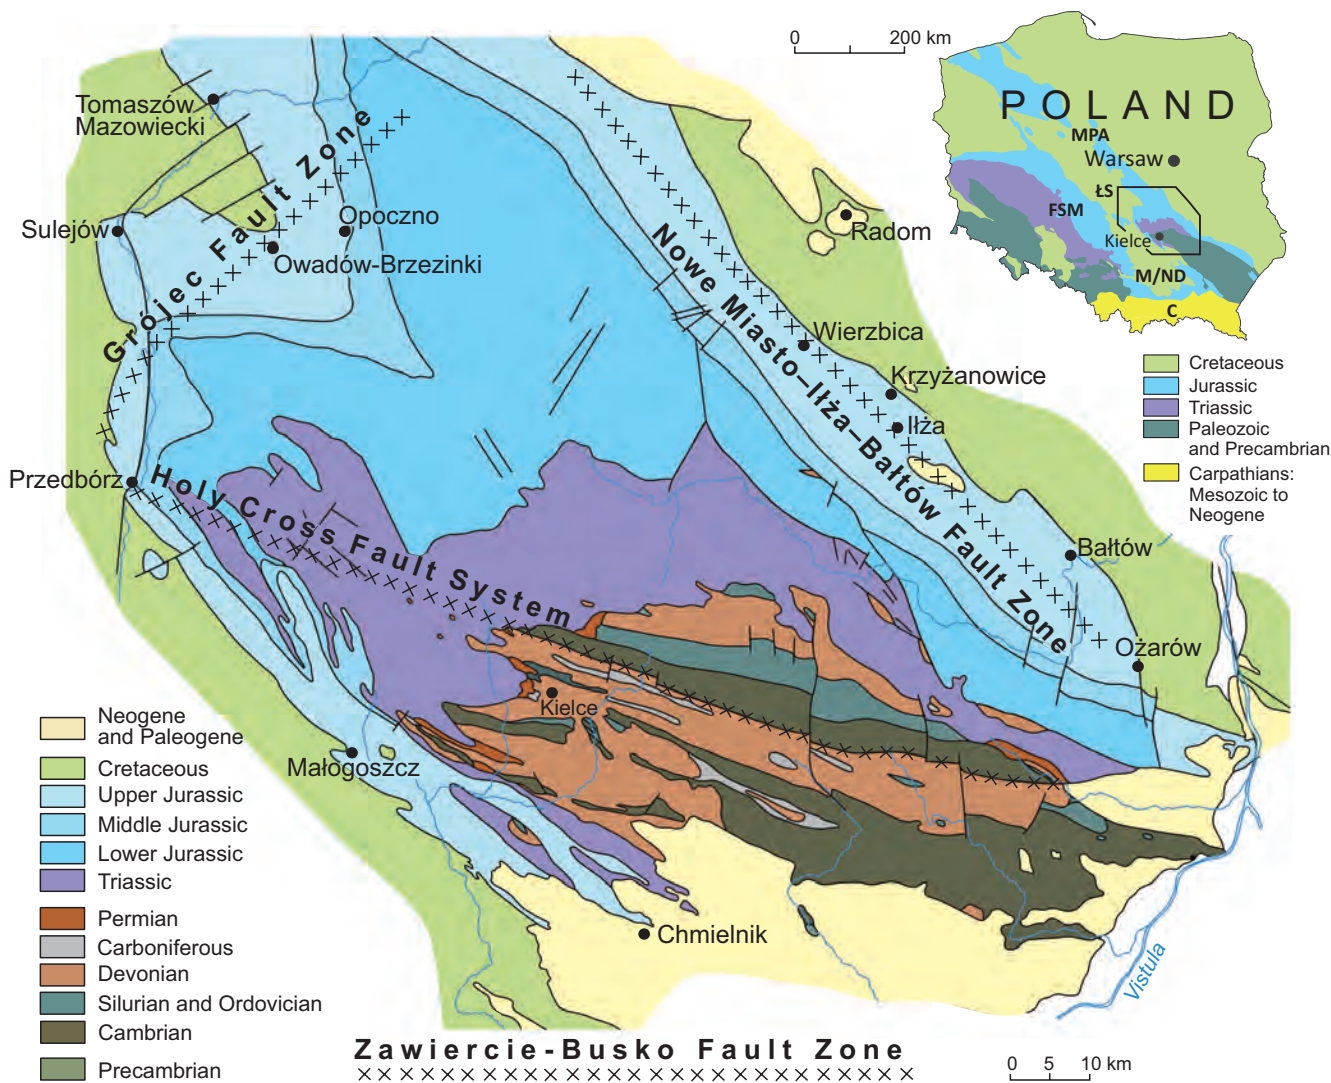 0 200 km
POLAND
MPA
Warsaw
ŁS
FSM
Kielce
M/ND
C
Cretaceous
Jurassic
Triassic
Paleozoic
and Precambrian
Carpathians:
Mesozoic to
Neogene
Tomaszów
Mazowiecki
Sulejów
Opoczno
Owadów-Brzezinki
Grójec Fault Zone
Radom
Nowe Miasto–Iłża–Bałtów Fault Zone
Wierzbica
Krzyżanowice
Iłża
Przedbórz
Holy Cross Fault System
Bałtów
Ożarów
Kielce
Małogoszcz
Chmielnik
Vistula
Neogene
and Paleogene
Cretaceous
Upper Jurassic
Middle Jurassic
Lower Jurassic
Triassic
Permian
Carboniferous
Devonian
Silurian and Ordovician
Cambrian
Precambrian
Zawiercie-Busko Fault Zone
0 5 10 km